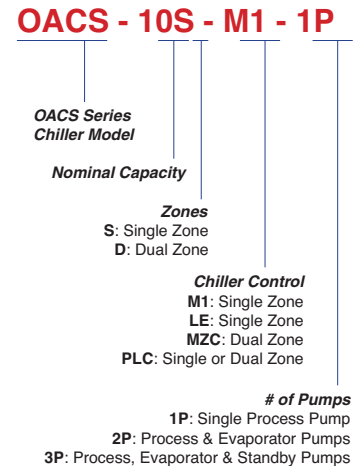 OACS - 10S - M1 - 1P
OACS Series
Chiller Model
Nominal Capacity
Zones
S: Single Zone
D: Dual Zone
Chiller Control
M1: Single Zone
LE: Single Zone
MZC: Dual Zone
PLC: Single or Dual Zone
# of Pumps
1P: Single Process Pump
2P: Process & Evaporator Pumps
3P: Process, Evaporator & Standby Pumps